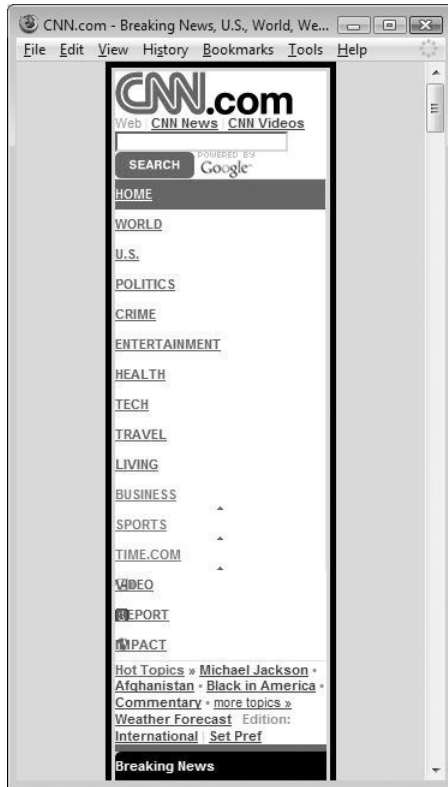 CNN.com - Breaking News, U.S., World, We...
File Edit View History Bookmarks Tools Help
CNN.com
Web | CNN News | CNN Videos
SEARCH POWERED BY Google
HOME
WORLD
U.S.
POLITICS
CRIME
ENTERTAINMENT
HEALTH
TECH
TRAVEL
LIVING
BUSINESS
SPORTS
TIME.COM
VIDEO
REPORT
IMPACT
Hot Topics » Michael Jackson •
Afghanistan • Black in America •
Commentary • more topics »
Weather Forecast Edition:
International | Set Pref
Breaking News